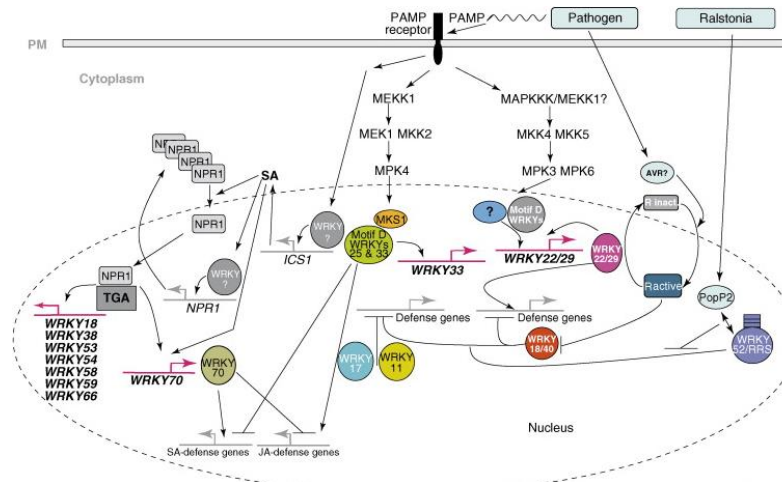 PAMP receptor
PAMP
Pathogen
Ralstonia
PM
Cytoplasm
MEKK1
MAPKKK/MEKK1?
MEK1 MKK2
MKK4 MKK5
MPK4
MPK3 MPK6
NPR1
NPR1
NPR1
SA
AVR?
R inact.
NPR1
MKS1
?
Motif D
WRKYs
WRKY
?
Motif D
WRKYs
25 & 33
ICS1
WRKY33
WRKY22/29
WRKY
22/29
NPR1
TGA
WRKY
?
NPR1
Ractive
PopP2
WRKY18
WRKY38
WRKY53
WRKY54
WRKY58
WRKY59
WRKY66
Defense genes
Defense genes
WRKY70
WRKY
70
WRKY
17
WRKY
11
WRKY
18/40
WRKY
52/RRS
Nucleus
SA-defense genes
JA-defense genes